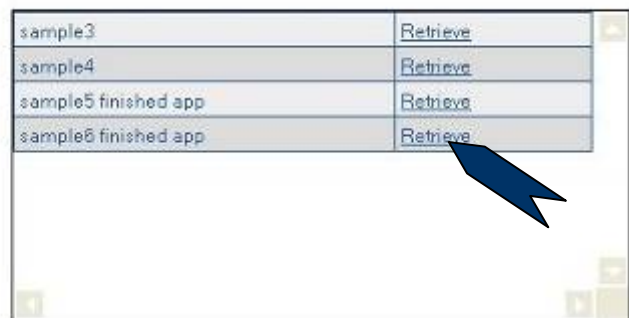 sample3 Retrieve
sample4 Retrieve
sample5 finished app Retrieve
sample6 finished app Retrieve